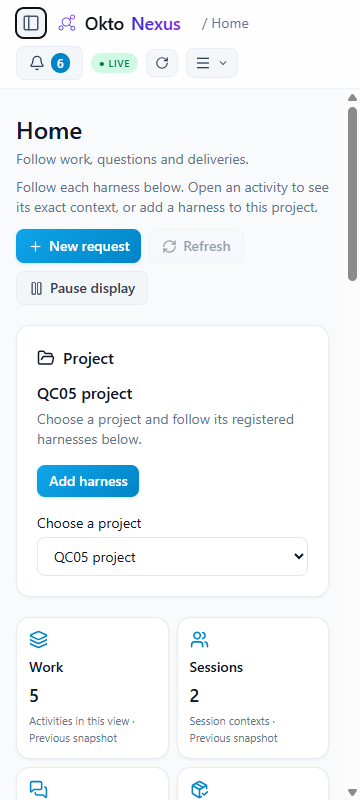 Okto Nexus / Home
6 LIVE
Home
Follow work, questions and deliveries.
Follow each harness below. Open an activity to see
its exact context, or add a harness to this project.
New request Refresh
Pause display
Project
QC05 project
Choose a project and follow its registered
harnesses below.
Add harness
Choose a project
QC05 project
Work
5
Activities in this view ·
Previous snapshot
Sessions
2
Session contexts ·
Previous snapshot